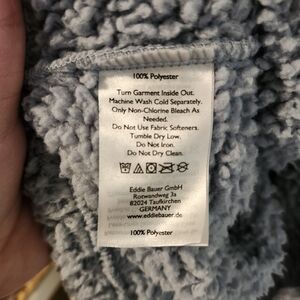 100% Polyester
Turn Garment Inside Out.
Machine Wash Cold Separately.
Only Non-Chlorine Bleach As
Needed.
Do Not Use Fabric Softeners.
Tumble Dry Low.
Do Not Iron.
Do Not Dry Clean.
Eddie Bauer GmbH
Rotwandweg 3a
82024 Taufkirchen
GERMANY
www.eddiebauer.de
100% Polyester